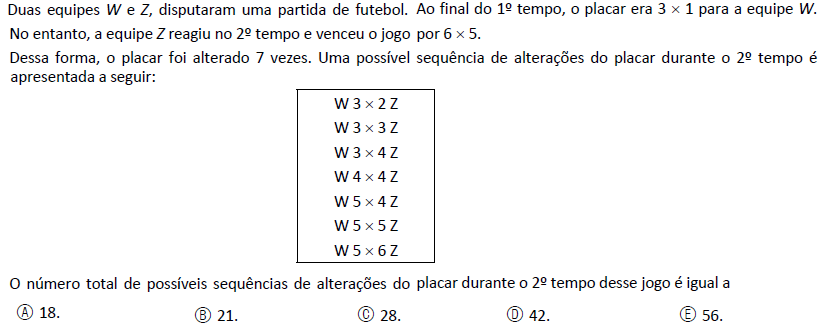 Duas equipes W e Z, disputaram uma partida de futebol. Ao final do 1º tempo, o placar era 3 × 1 para a equipe W.
No entanto, a equipe Z reagiu no 2º tempo e venceu o jogo por 6 × 5.
Dessa forma, o placar foi alterado 7 vezes. Uma possível sequência de alterações do placar durante o 2º tempo é
apresentada a seguir:
W 3 × 2 Z
W 3 × 3 Z
W 3 × 4 Z
W 4 × 4 Z
W 5 × 4 Z
W 5 × 5 Z
W 5 × 6 Z
O número total de possíveis sequências de alterações do placar durante o 2º tempo desse jogo é igual a
Ⓐ 18. Ⓑ 21. Ⓒ 28. Ⓓ 42. Ⓔ 56.